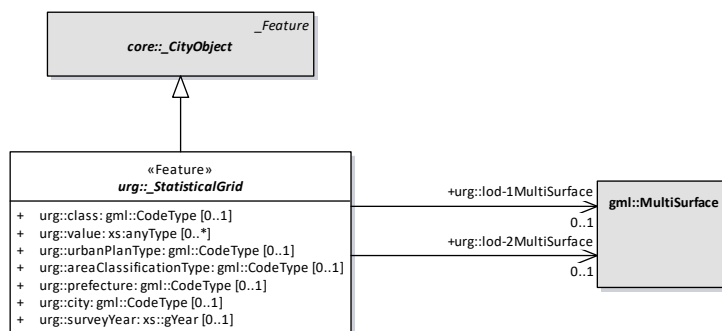 _Feature
core::_CityObject
«Feature»
urg::_StatisticalGrid
+ urg::class: gml::CodeType [0..1]
+ urg::value: xs:anyType [0..*]
+ urg::urbanPlanType: gml::CodeType [0..1]
+ urg::areaClassificationType: gml::CodeType [0..1]
+ urg::prefecture: gml::CodeType [0..1]
+ urg::city: gml::CodeType [0..1]
+ urg::surveyYear: xs::gYear [0..1]
+urg::lod-1MultiSurface
0..1
+urg::lod-2MultiSurface
0..1
gml::MultiSurface